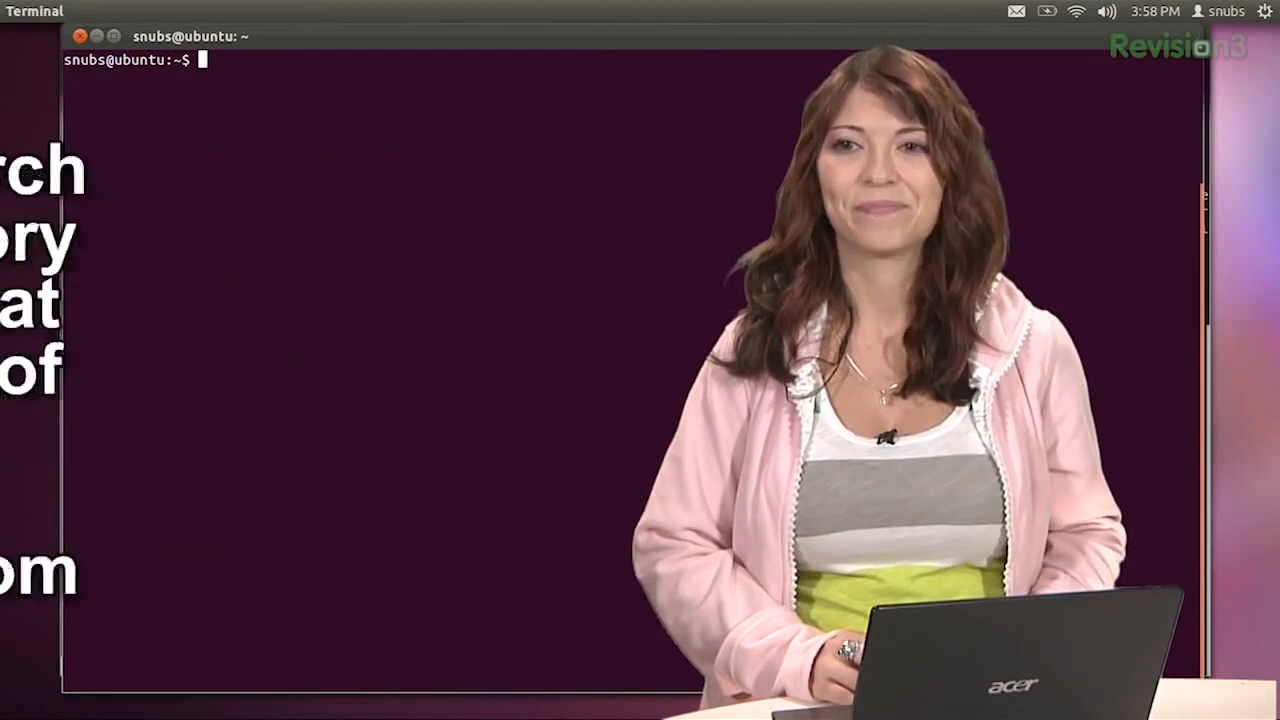 Terminal
3:58 PM
snubs
snubs@ubuntu: ~
snubs@ubuntu:~$
Revision3
rch
ory
at
of
om
acer